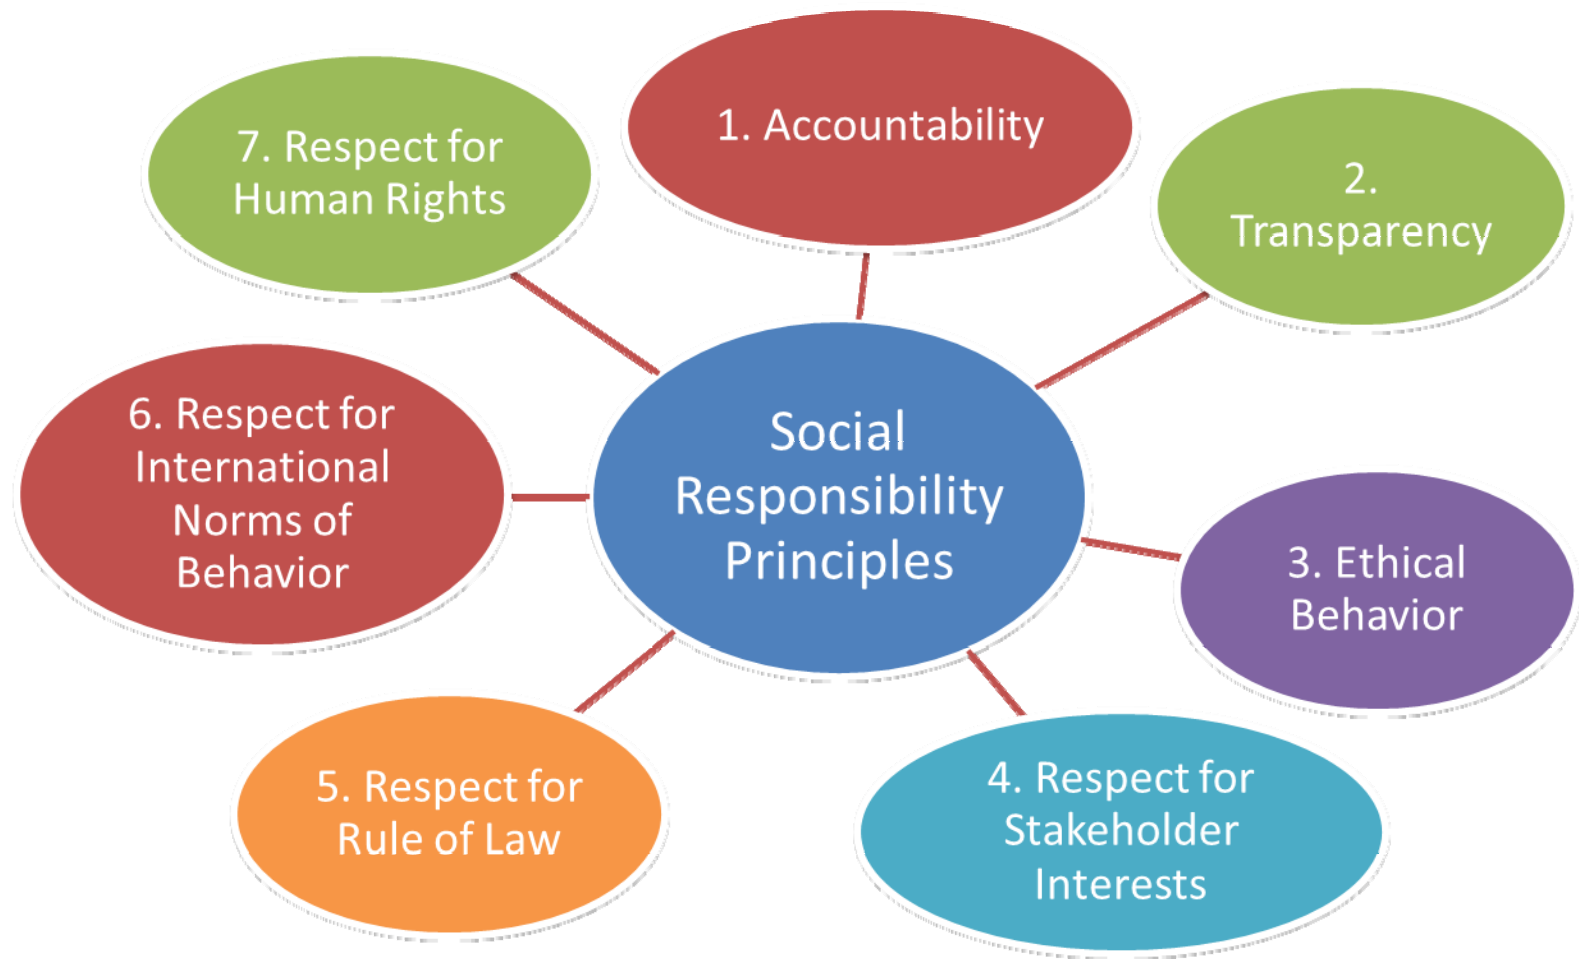 1. Accountability
2.
Transparency
3. Ethical
Behavior
4. Respect for
Stakeholder
Interests
5. Respect for
Rule of Law
6. Respect for
International
Norms of
Behavior
7. Respect for
Human Rights
Social
Responsibility
Principles